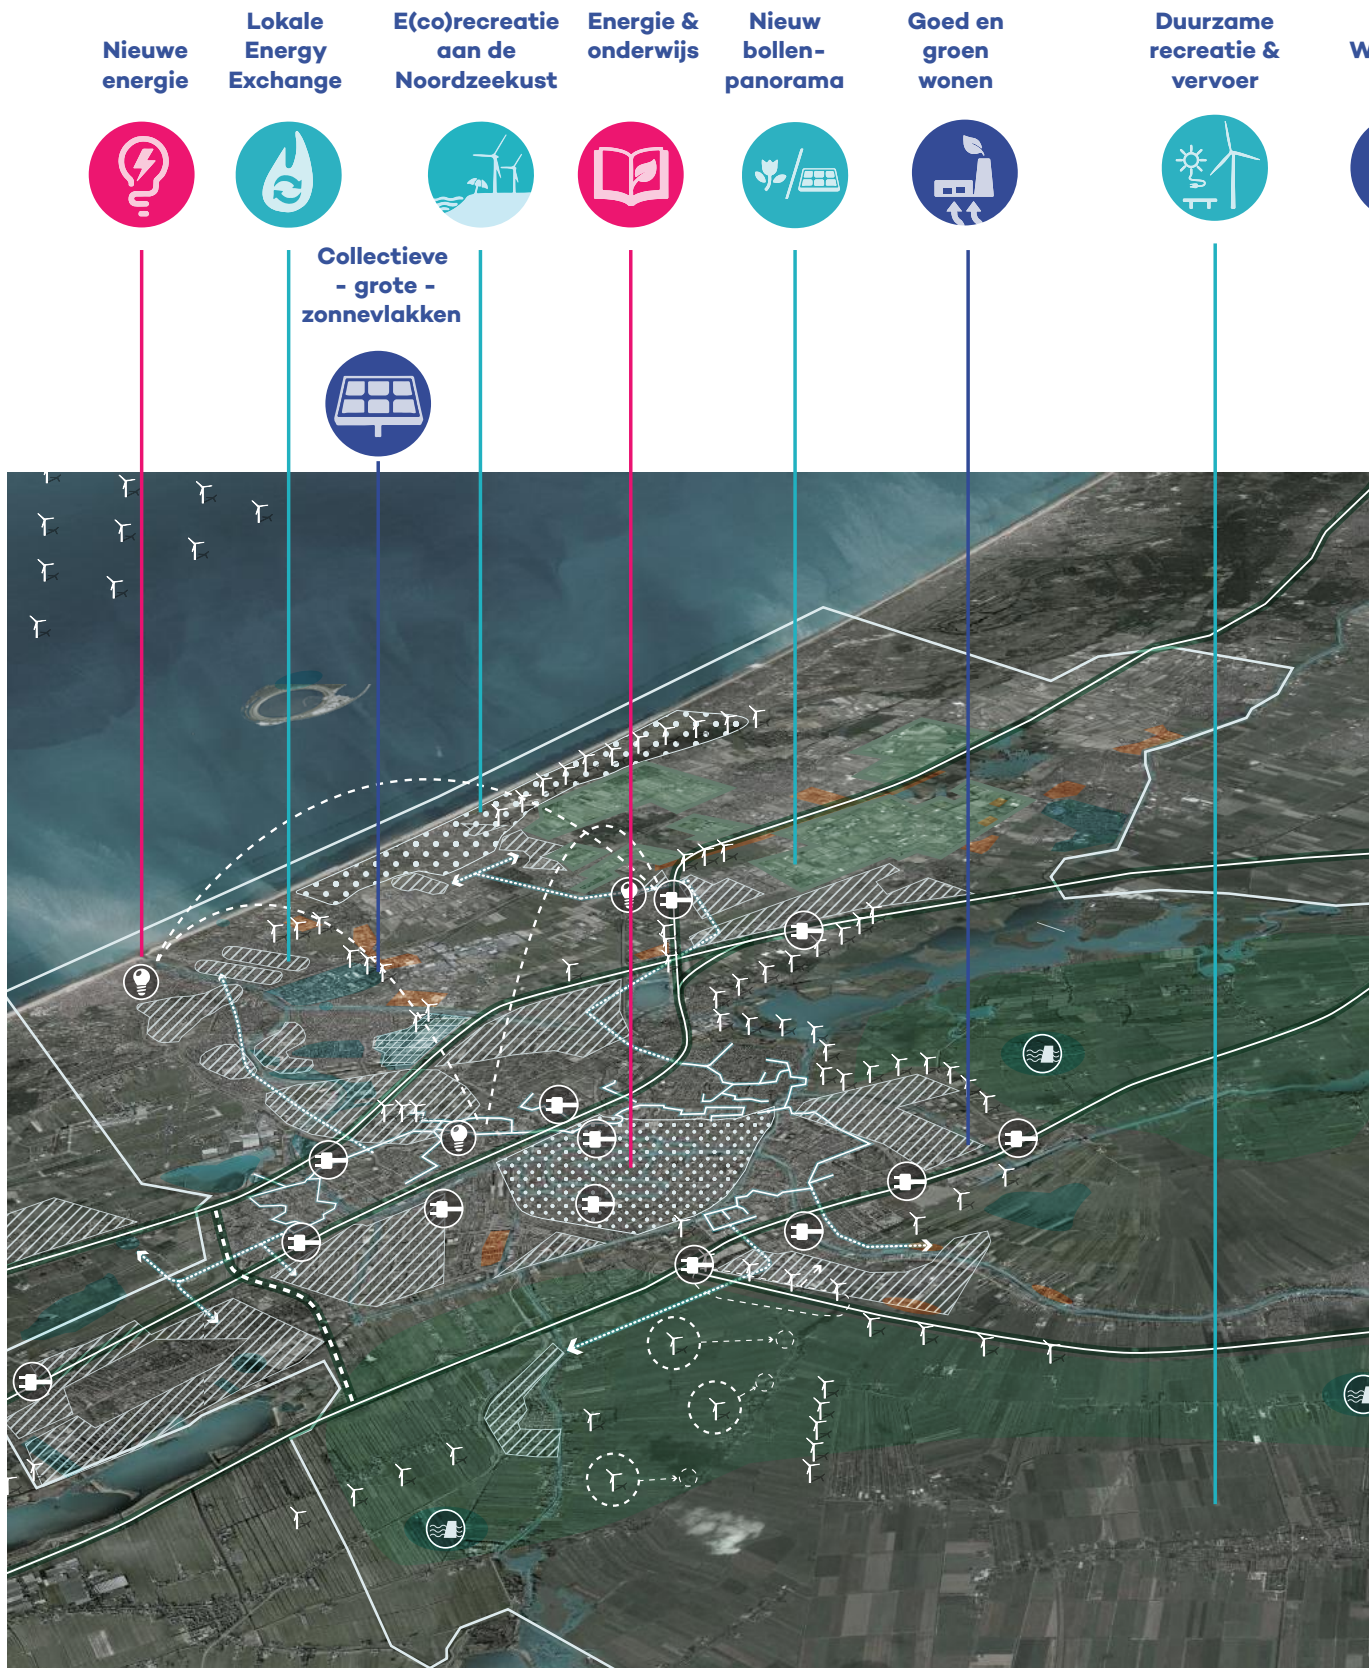 Nieuwe
energie
Lokale
Energy
Exchange
E(co)recreatie
aan de
Noordzeekust
Energie &
onderwijs
Nieuw
bollen-
panorama
Goed en
groen
wonen
Duurzame
recreatie &
vervoer
W
Collectieve
- grote -
zonnevlakken